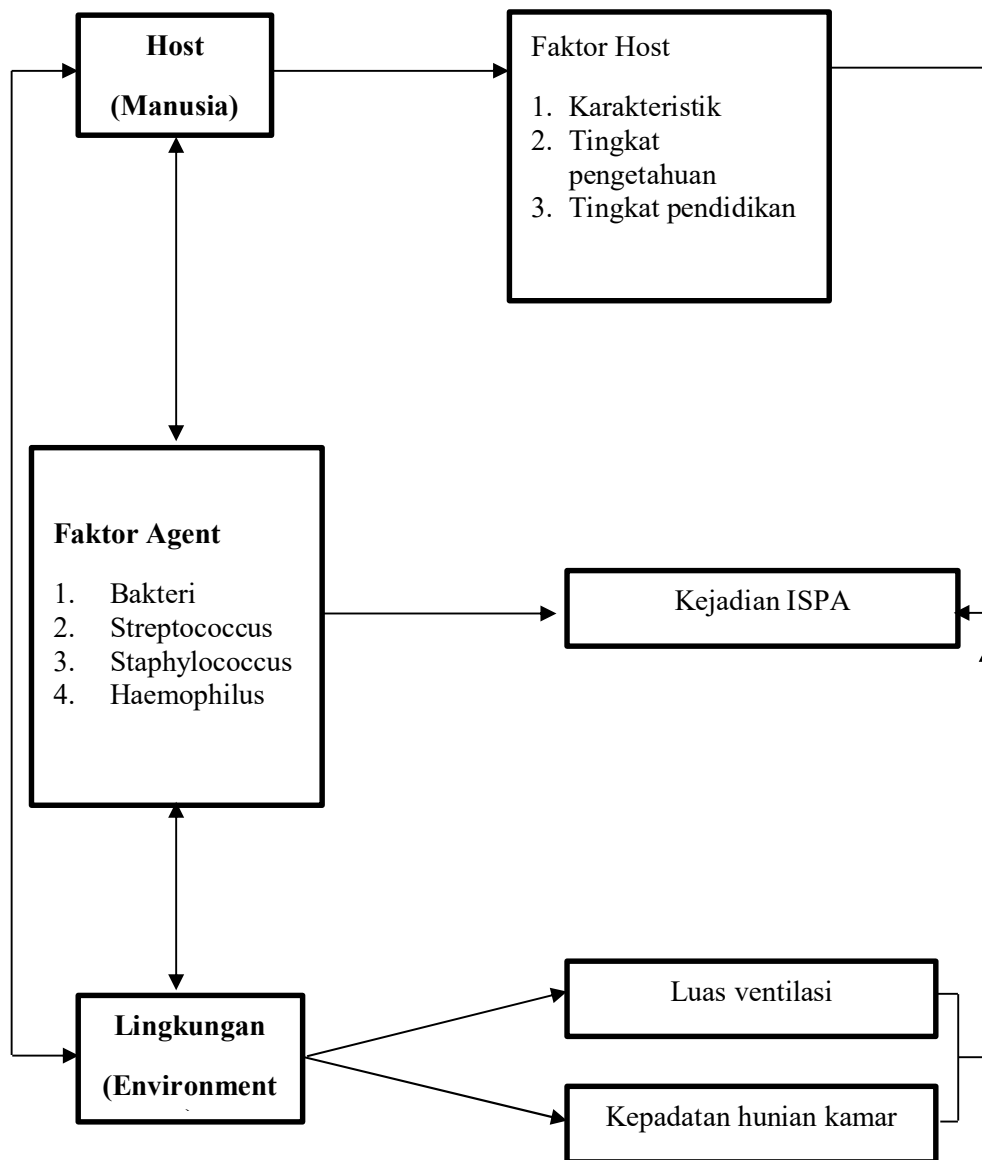 Host
(Manusia)
Faktor Host
1. Karakteristik
2. Tingkat
pengetahuan
3. Tingkat pendidikan
Faktor Agent
1. Bakteri
2. Streptococcus
3. Staphylococcus
4. Haemophilus
Kejadian ISPA
Lingkungan
(Environment
Luas ventilasi
Kepadatan hunian kamar